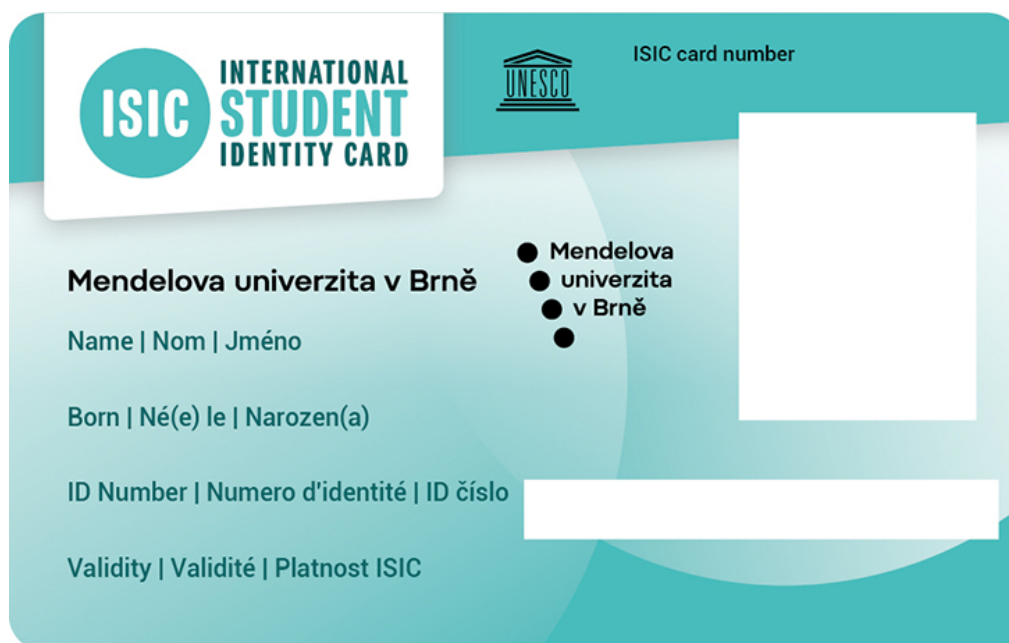 ISIC
INTERNATIONAL
STUDENT
IDENTITY CARD
UNESCO
ISIC card number
Mendelova univerzita v Brně
Mendelova
univerzita
v Brně
Name | Nom | Jméno
Born | Né(e) le | Narozen(a)
ID Number | Numero d'identité | ID číslo
Validity | Validité | Platnost ISIC